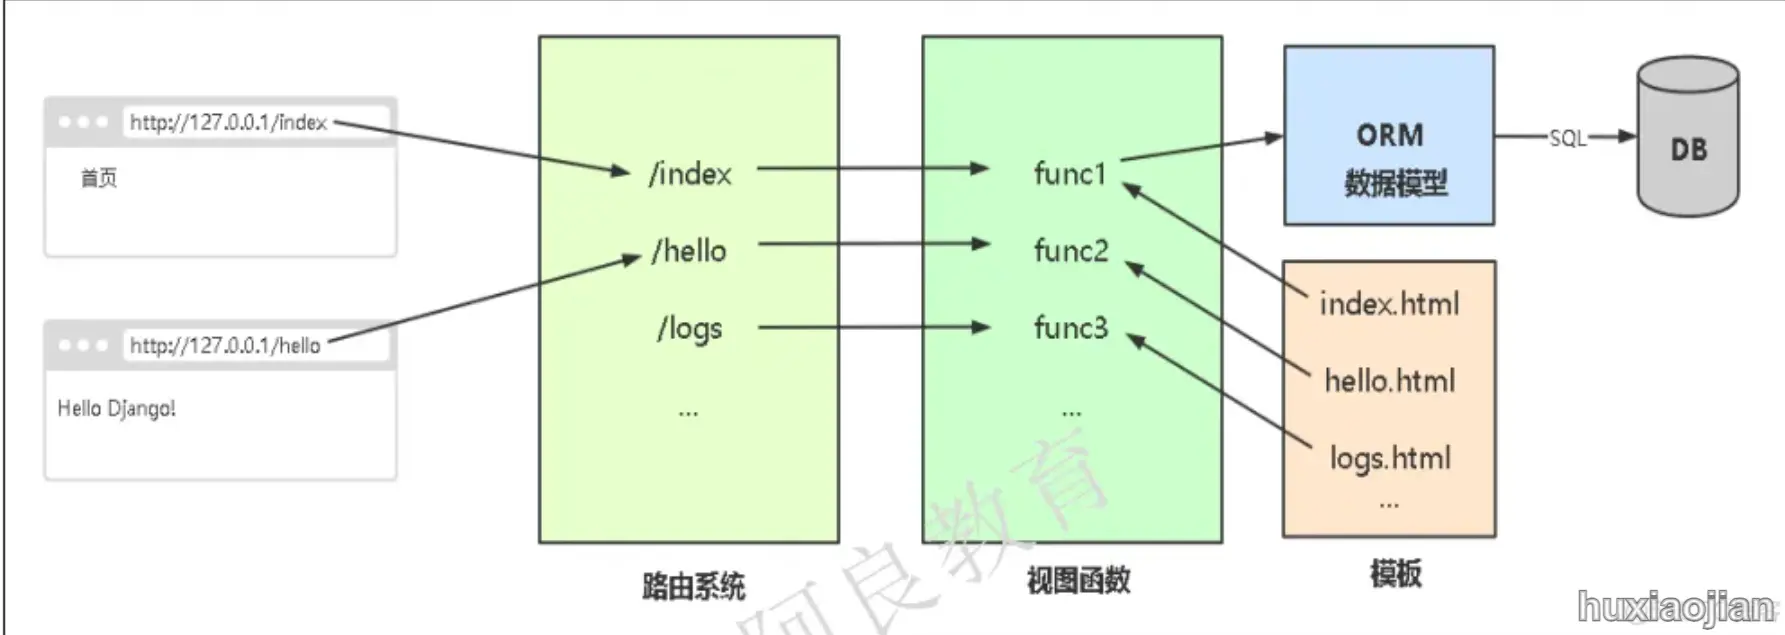 http://127.0.0.1/index
首页
http://127.0.0.1/hello
Hello Django!
/index
/hello
/logs
...
路由系统
func1
func2
func3
...
视图函数
ORM
数据模型
SQL
DB
index.html
hello.html
logs.html
...
模板
阿良教育
huxiaojian